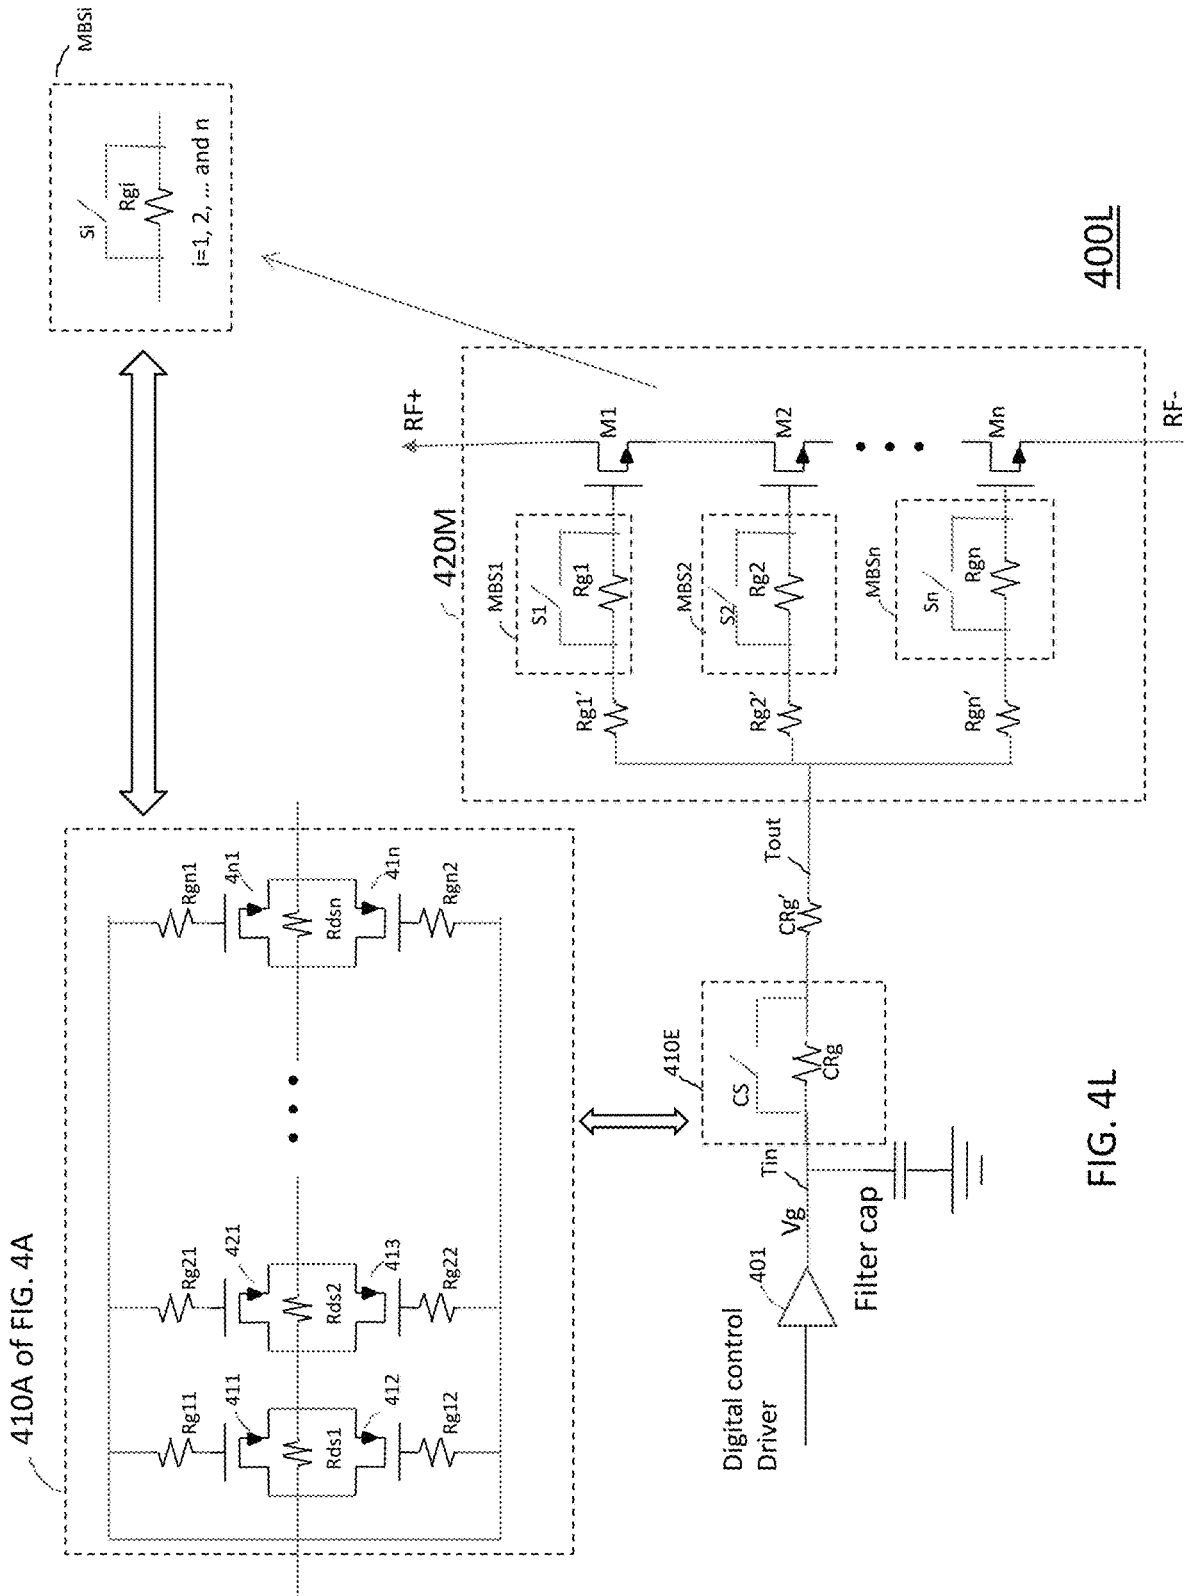 410A of FIG. 4A
Rg11
411
Rds1
412
Rg12
Rg21
421
Rds2
413
Rg22
Rgn1
4n1
Rdsn
41n
Rgn2
MBSi
Si
Rgi
i=1, 2, ... and n
Digital control
Driver
401
Vg
Tin
Filter cap
410E
CS
CRg
CRg'
Tout
420M
RF+
MBS1
S1
Rg1
Rg1'
M1
MBS2
S2
Rg2
Rg2'
M2
MBSn
Sn
Rgn
Rgn'
Mn
RF-
400L
FIG. 4L